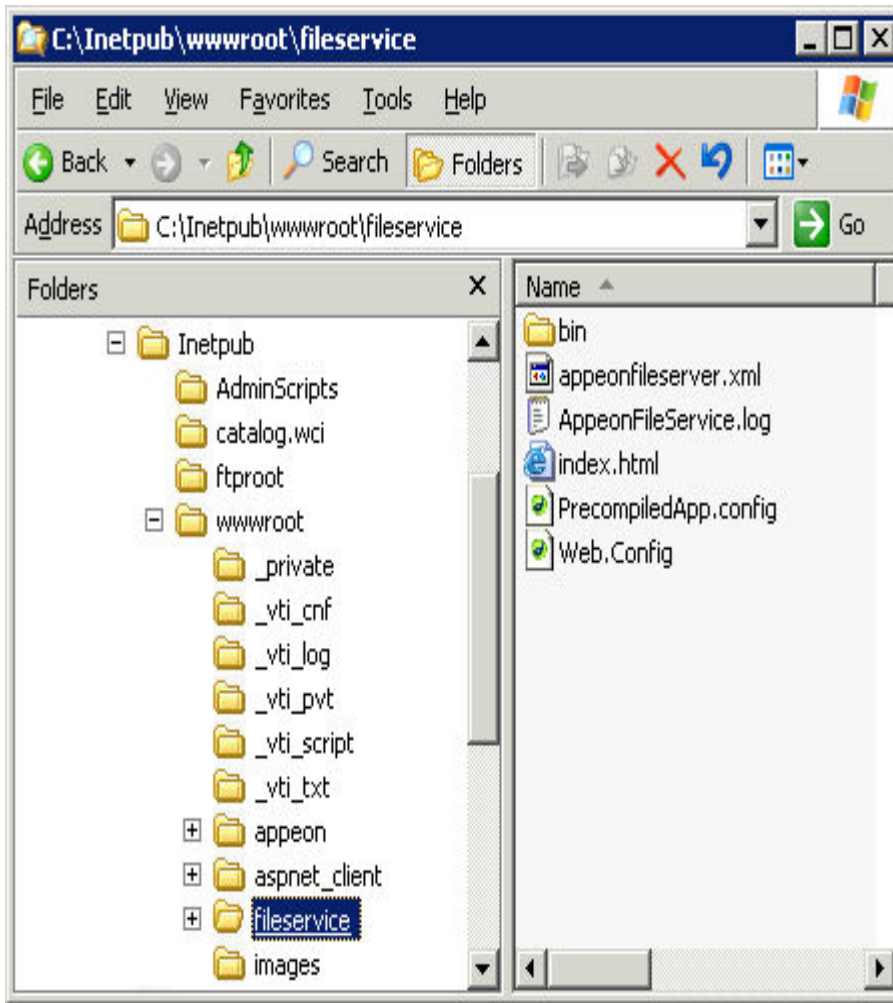 C:\Inetpub\wwwroot\fileservice
File Edit View Favorites Tools Help
Back Search Folders
Address C:\Inetpub\wwwroot\fileservice Go
Folders X
Inetpub
AdminScripts
catalog.wci
ftproot
wwwroot
_private
_vti_cnf
_vti_log
_vti_pvt
_vti_script
_vti_txt
appeon
aspnet_client
fileservice
images
Name
bin
appeonfileserver.xml
AppeonFileService.log
index.html
PrecompiledApp.config
Web.Config